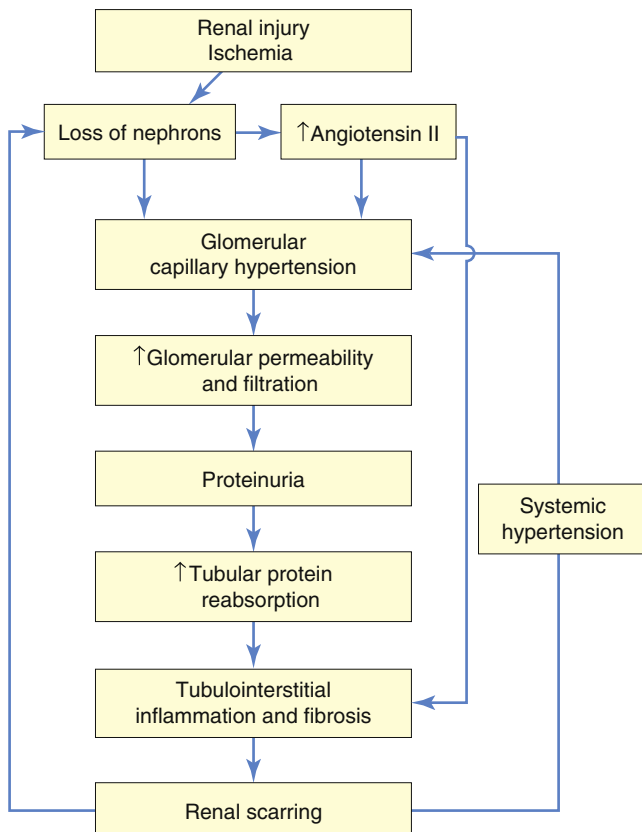 Renal injury
Ischemia
Loss of nephrons
↑Angiotensin II
Glomerular
capillary hypertension
↑Glomerular permeability
and filtration
Proteinuria
Systemic
hypertension
↑Tubular protein
reabsorption
Tubulointerstitial
inflammation and fibrosis
Renal scarring